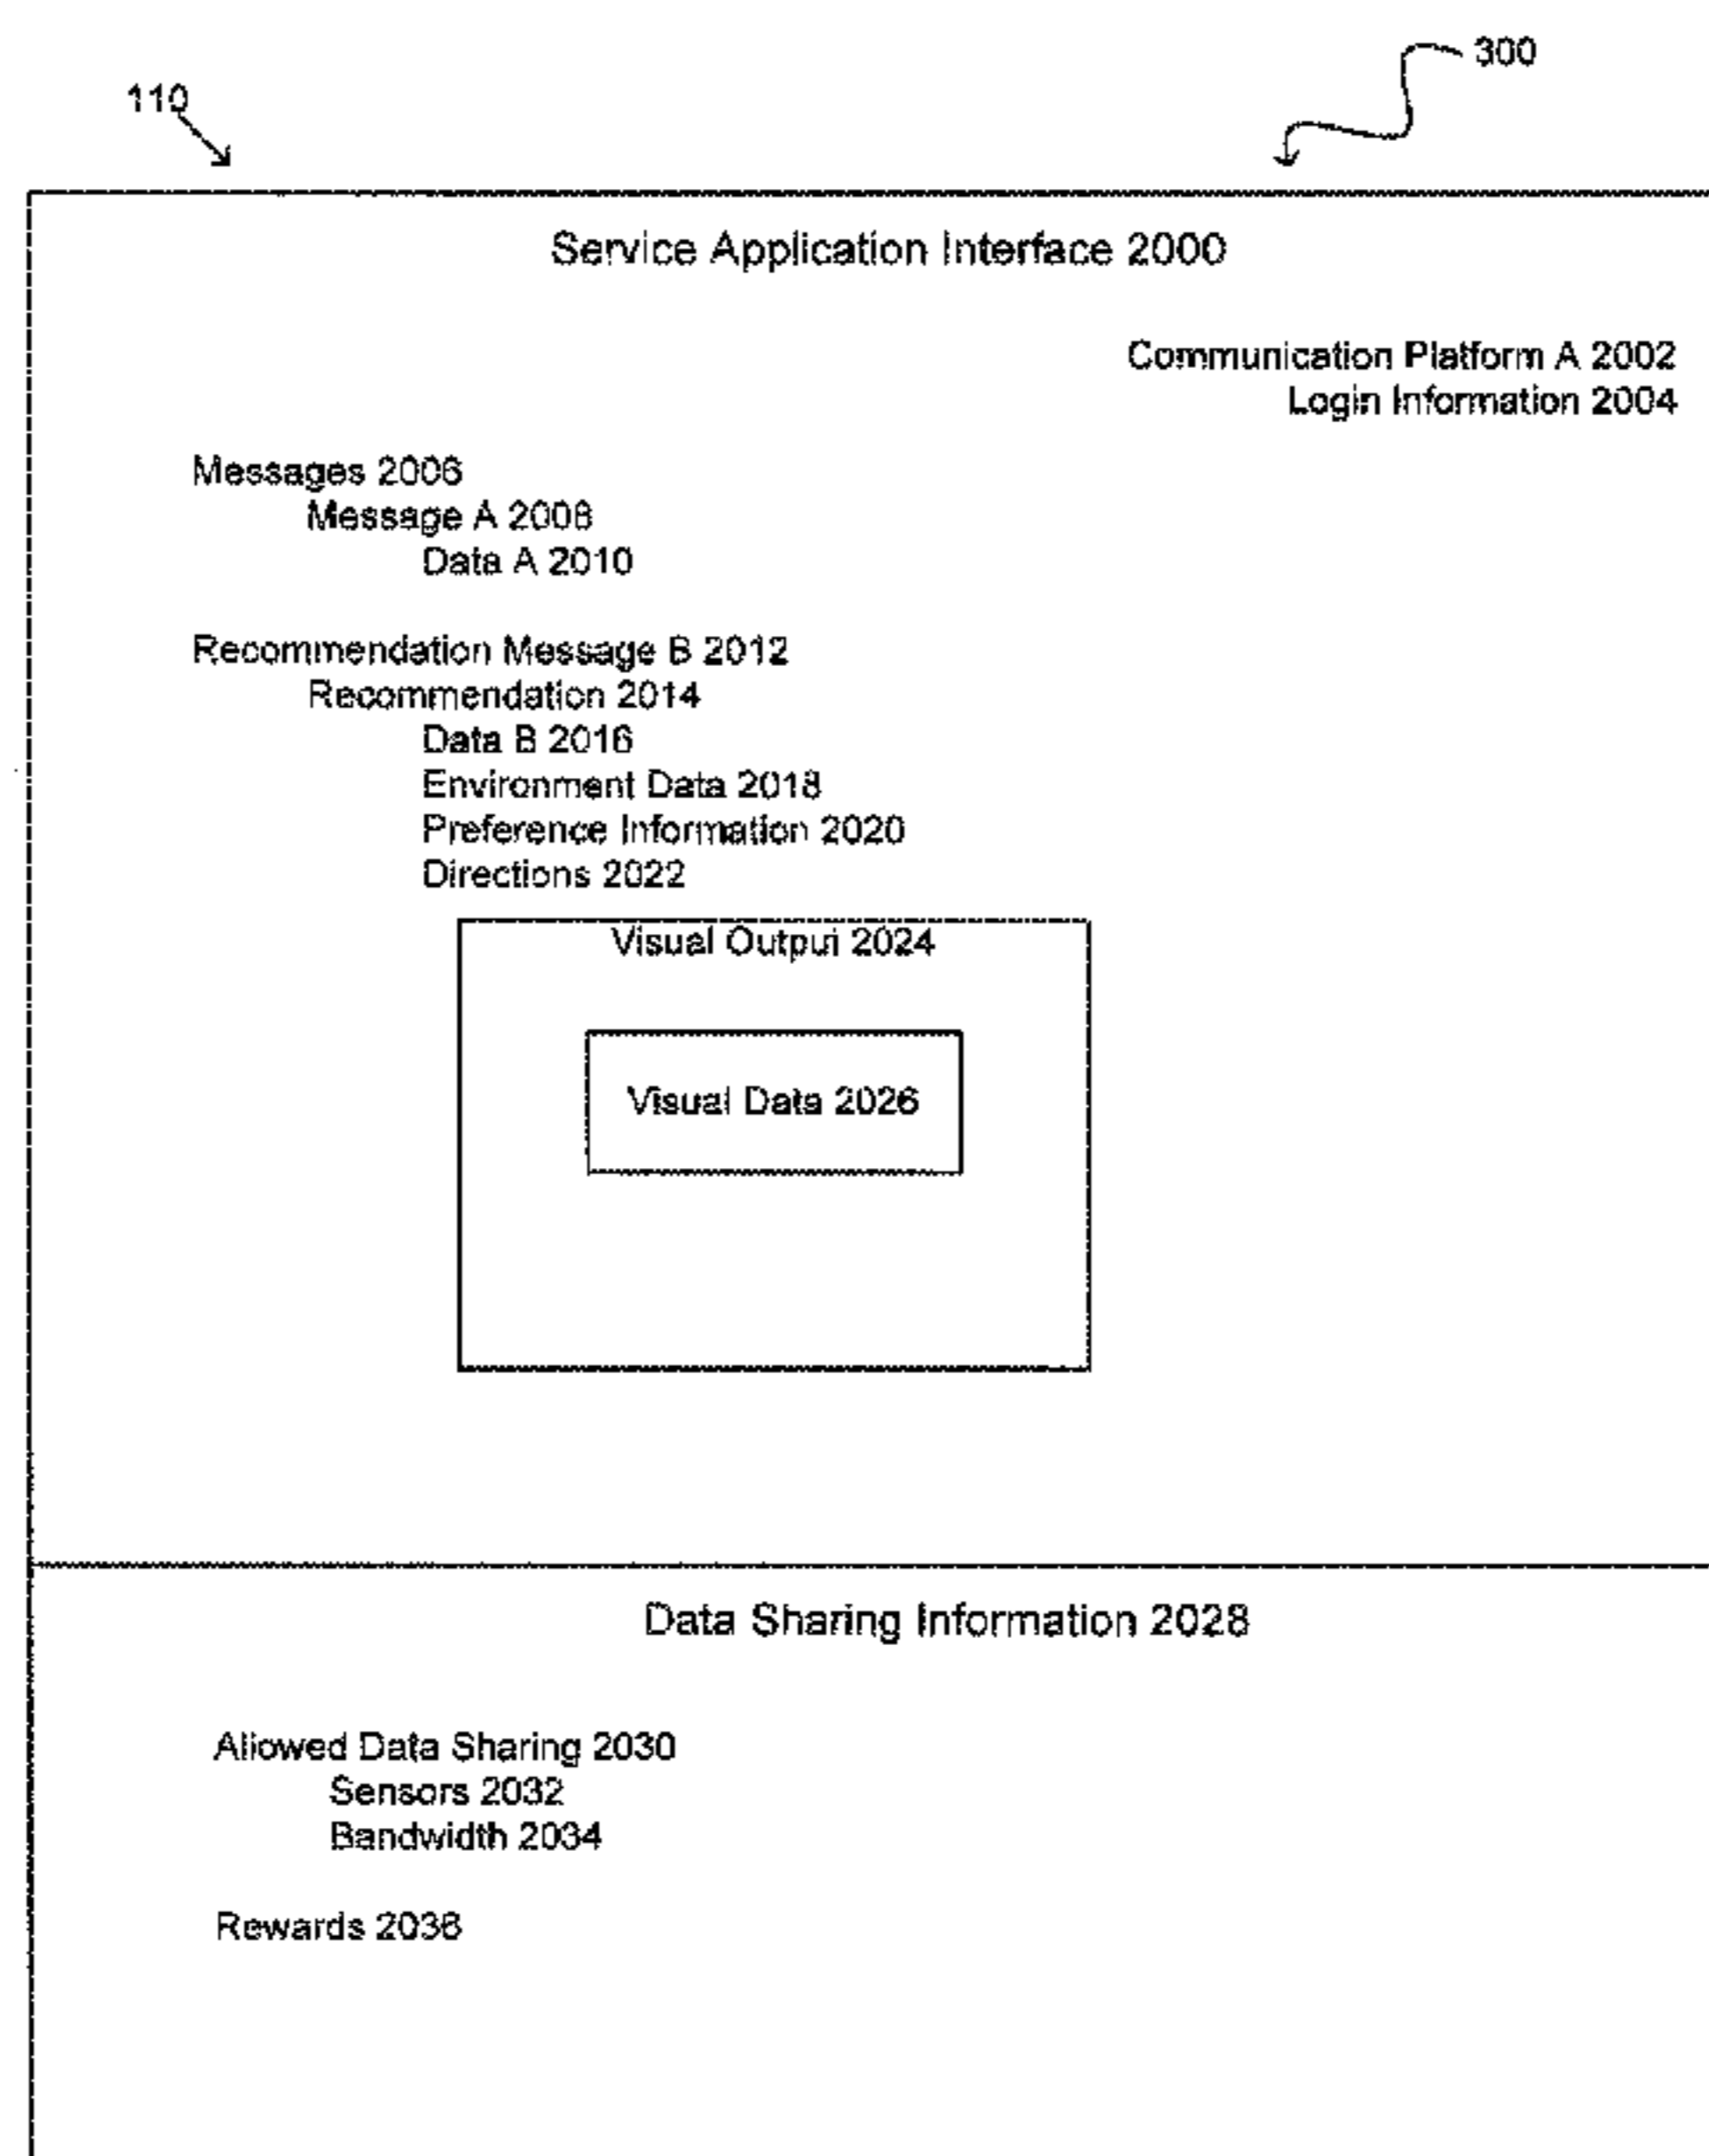 300
110
Service Application Interface 2000
Communication Platform A 2002
Login Information 2004
Messages 2006
Message A 2008
Data A 2010
Recommendation Message B 2012
Recommendation 2014
Data B 2016
Environment Data 2018
Preference Information 2020
Directions 2022
Visual Output 2024
Visual Data 2026
Data Sharing Information 2028
Allowed Data Sharing 2030
Sensors 2032
Bandwidth 2034
Rewards 2036